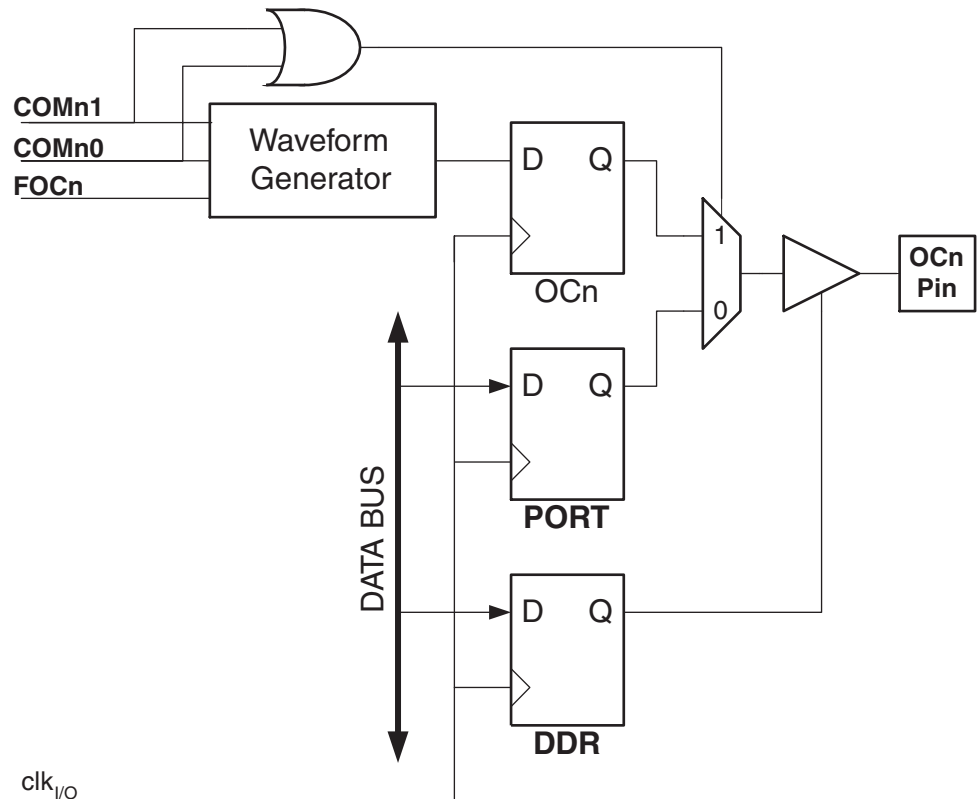 COMn1
COMn0
FOCn
Waveform
Generator
D Q
OCn
1
0
OCn
Pin
D Q
PORT
DATA BUS
D Q
DDR
clkI/O